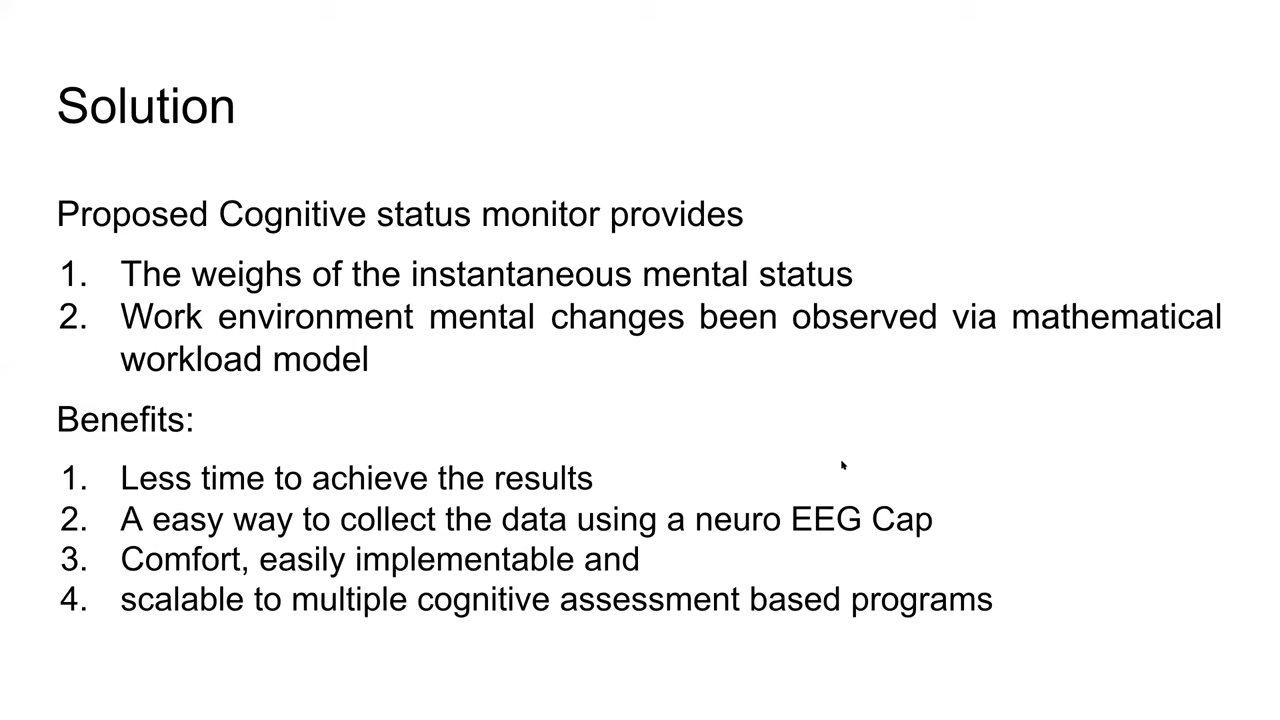 Solution
Proposed Cognitive status monitor provides
1. The weighs of the instantaneous mental status
2. Work environment mental changes been observed via mathematical
workload model
Benefits:
1. Less time to achieve the results
2. A easy way to collect the data using a neuro EEG Cap
3. Comfort, easily implementable and
4. scalable to multiple cognitive assessment based programs